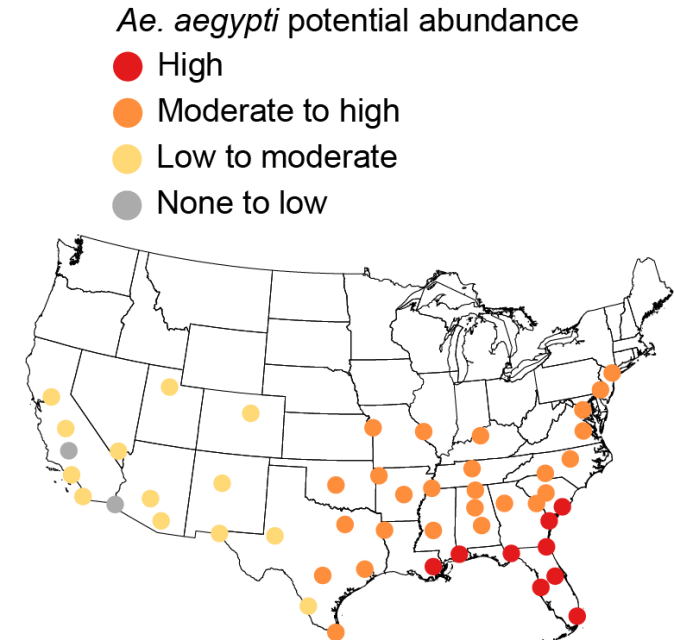 Ae. aegypti potential abundance
High
Moderate to high
Low to moderate
None to low